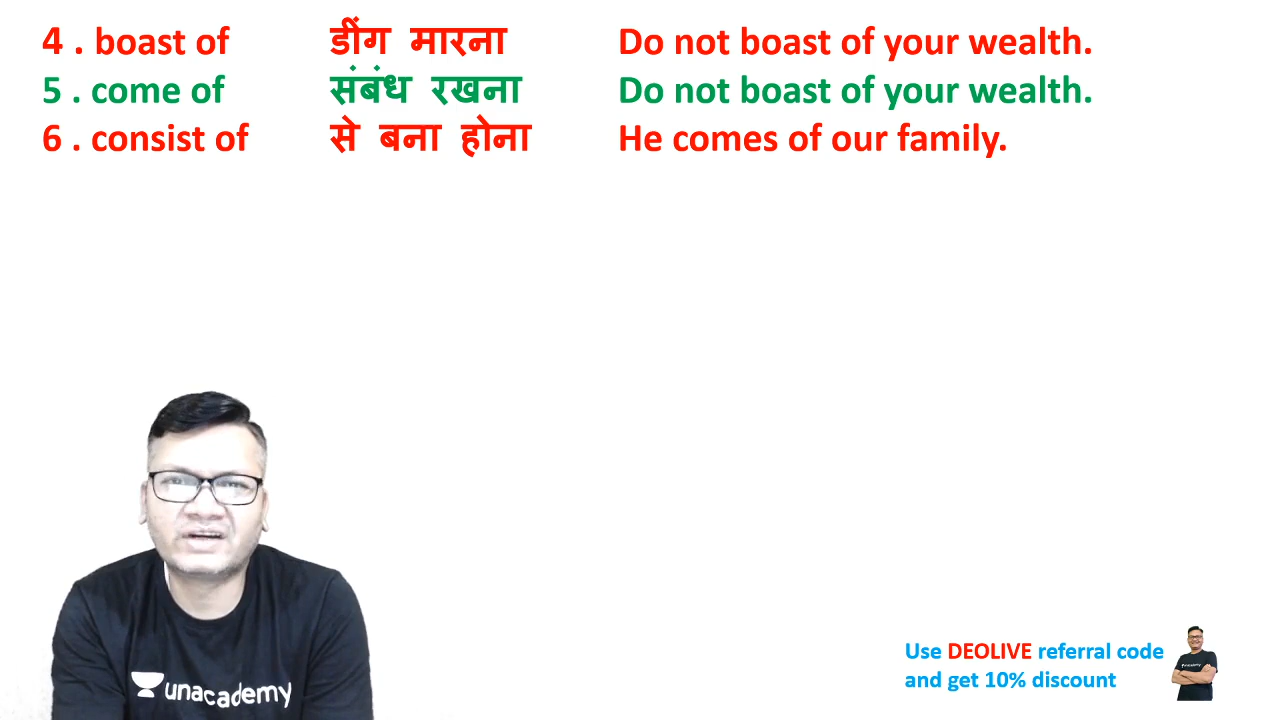 4 . boast of डींग मारना Do not boast of your wealth.
5 . come of संबंध रखना Do not boast of your wealth.
6 . consist of से बना होना He comes of our family.
unacademy
Use DEOLIVE referral code
and get 10% discount
unacademy